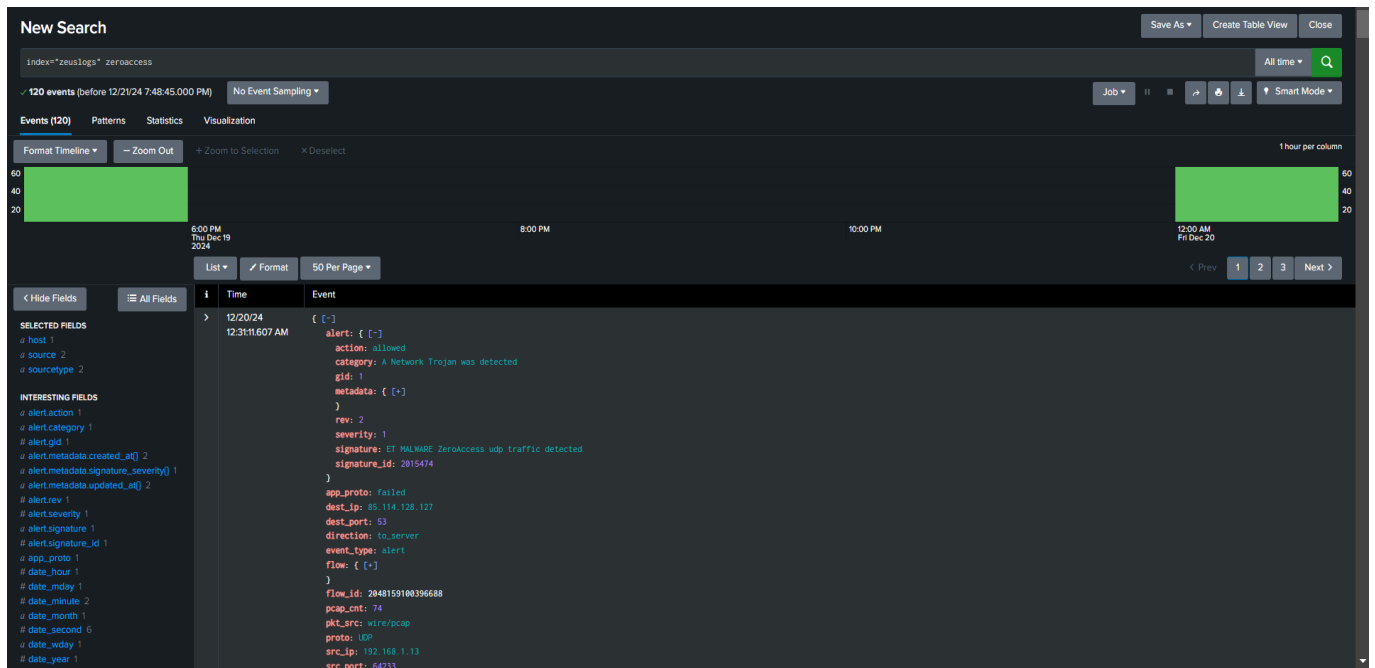 New Search
Save As ▾ Create Table View Close
index="zeuslogs" zeroaccess
All time ▾
✓ 120 events (before 12/21/24 7:48:45.000 PM) No Event Sampling ▾
Job ▾ Smart Mode ▾
Events (120) Patterns Statistics Visualization
Format Timeline ▾ — Zoom Out + Zoom to Selection × Deselect
1 hour per column
60 60
40 40
20 20
6:00 PM 8:00 PM 10:00 PM 12:00 AM
Thu Dec 19 Fri Dec 20
2024
List ▾ Format 50 Per Page ▾
< Prev 1 2 3 Next >
< Hide Fields All Fields
i Time Event
SELECTED FIELDS
a host 1
a source 2
a sourcetype 2
INTERESTING FIELDS
a alert.action 1
a alert.category 1
# alert.gid 1
a alert.metadata.created_at{} 2
a alert.metadata.signature_severity{} 1
a alert.metadata.updated_at{} 2
# alert.rev 1
# alert.severity 1
a alert.signature 1
# alert.signature_id 1
a app_proto 1
# date_hour 1
# date_mday 1
# date_minute 2
a date_month 1
# date_second 6
a date_wday 1
# date_year 1
> 12/20/24
12:31:11.607 AM
{ [-]
alert: { [-]
action: allowed
category: A Network Trojan was detected
gid: 1
metadata: { [+]
}
rev: 2
severity: 1
signature: ET MALWARE ZeroAccess udp traffic detected
signature_id: 2015474
}
app_proto: failed
dest_ip: 85.114.128.127
dest_port: 53
direction: to_server
event_type: alert
flow: { [+]
}
flow_id: 2048159100396688
pcap_cnt: 74
pkt_src: wire/pcap
proto: UDP
src_ip: 192.168.1.13
src_port: 64233